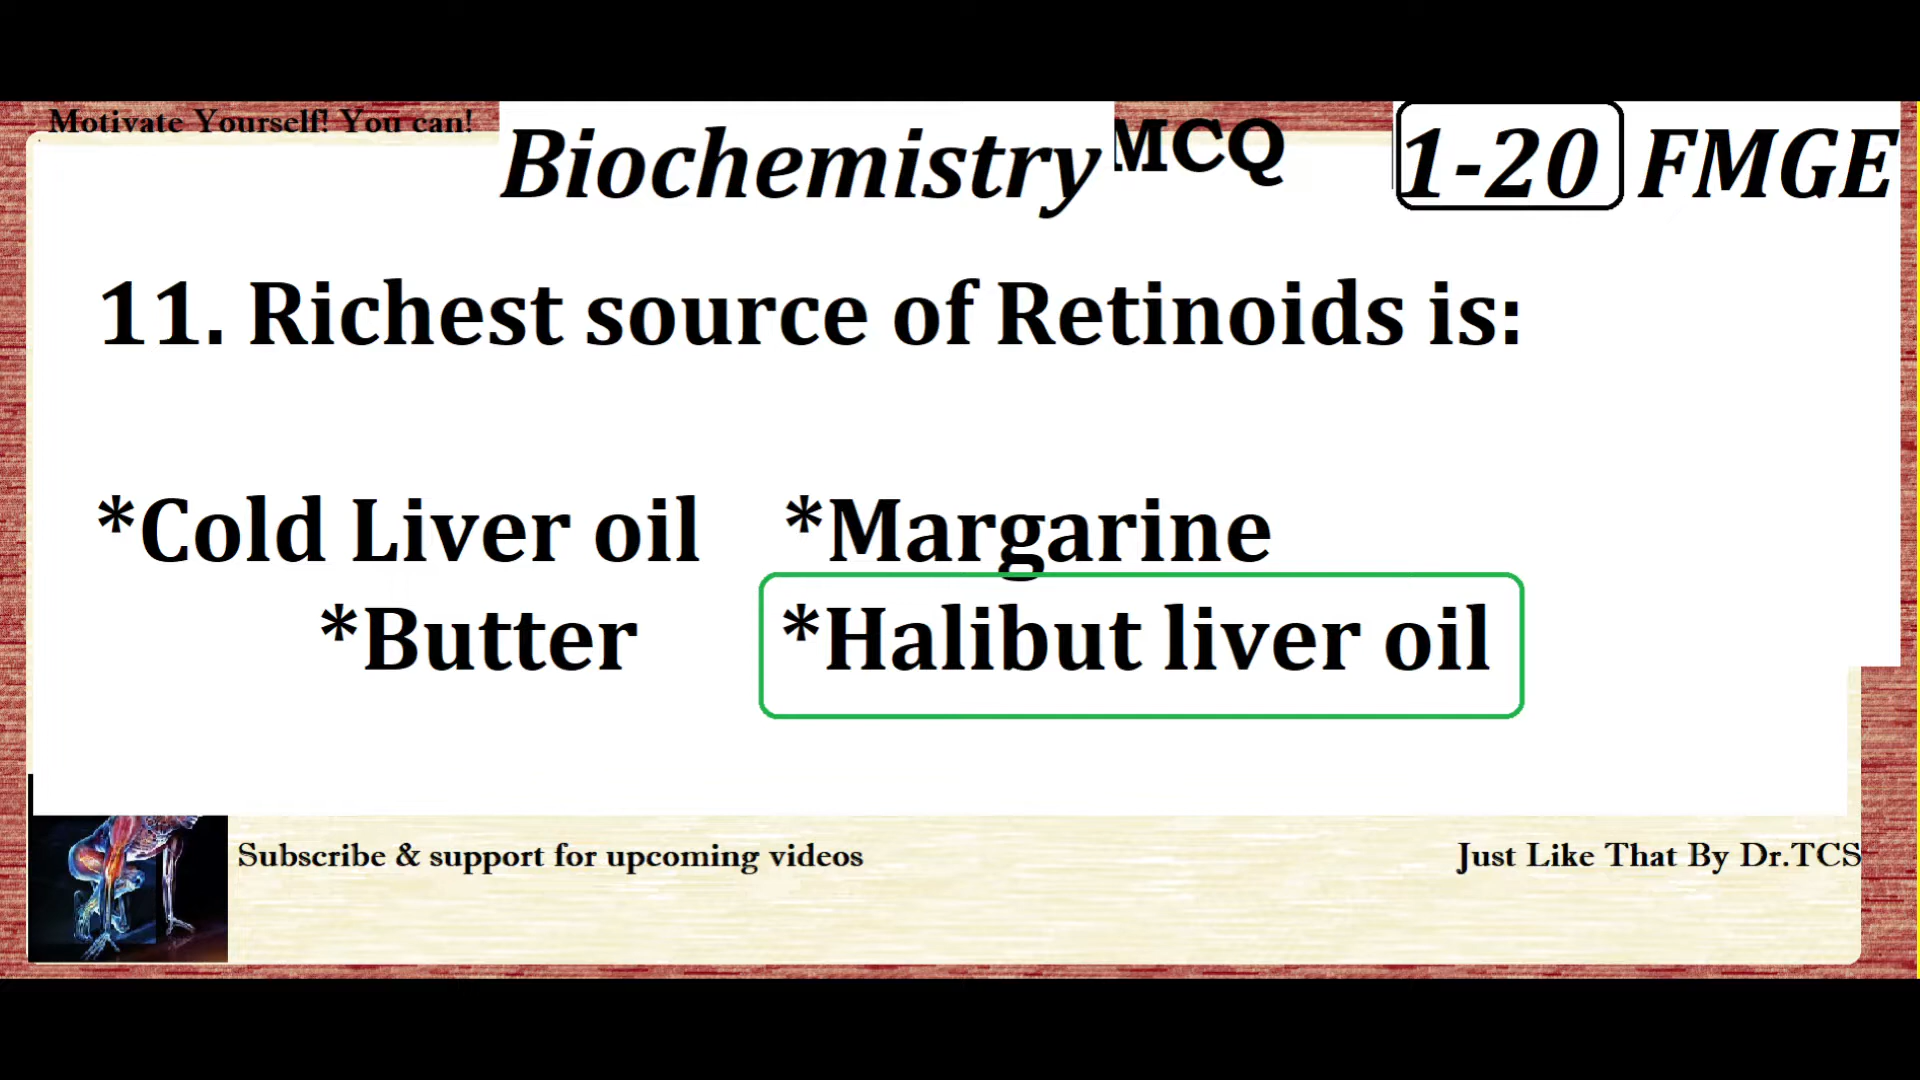 Motivate Yourself! You can!
Biochemistry MCQ 1-20 FMGE
11. Richest source of Retinoids is:
*Cold Liver oil *Margarine
*Butter *Halibut liver oil
Subscribe & support for upcoming videos
Just Like That By Dr.TCS